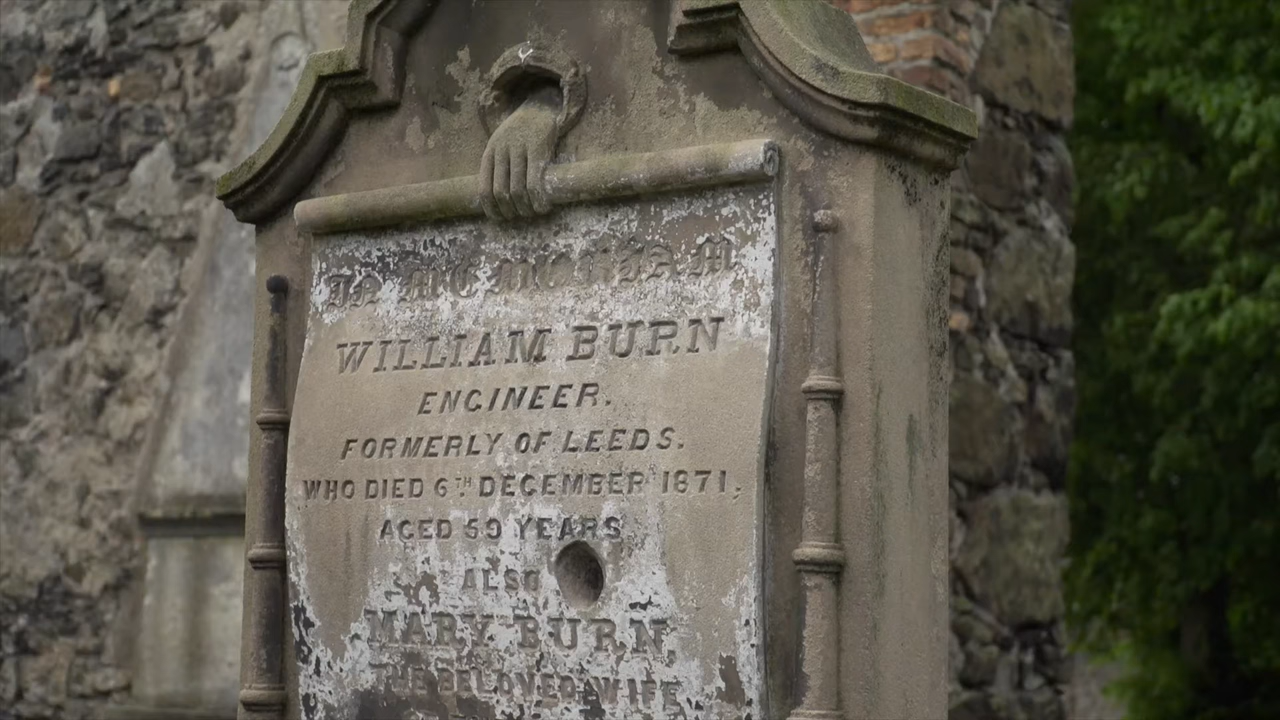 IN MEMORIAM
WILLIAM BURN
ENGINEER.
FORMERLY OF LEEDS.
WHO DIED 6TH DECEMBER 1871,
AGED 59 YEARS
ALSO
MARY BURN
THE BELOVED WIFE